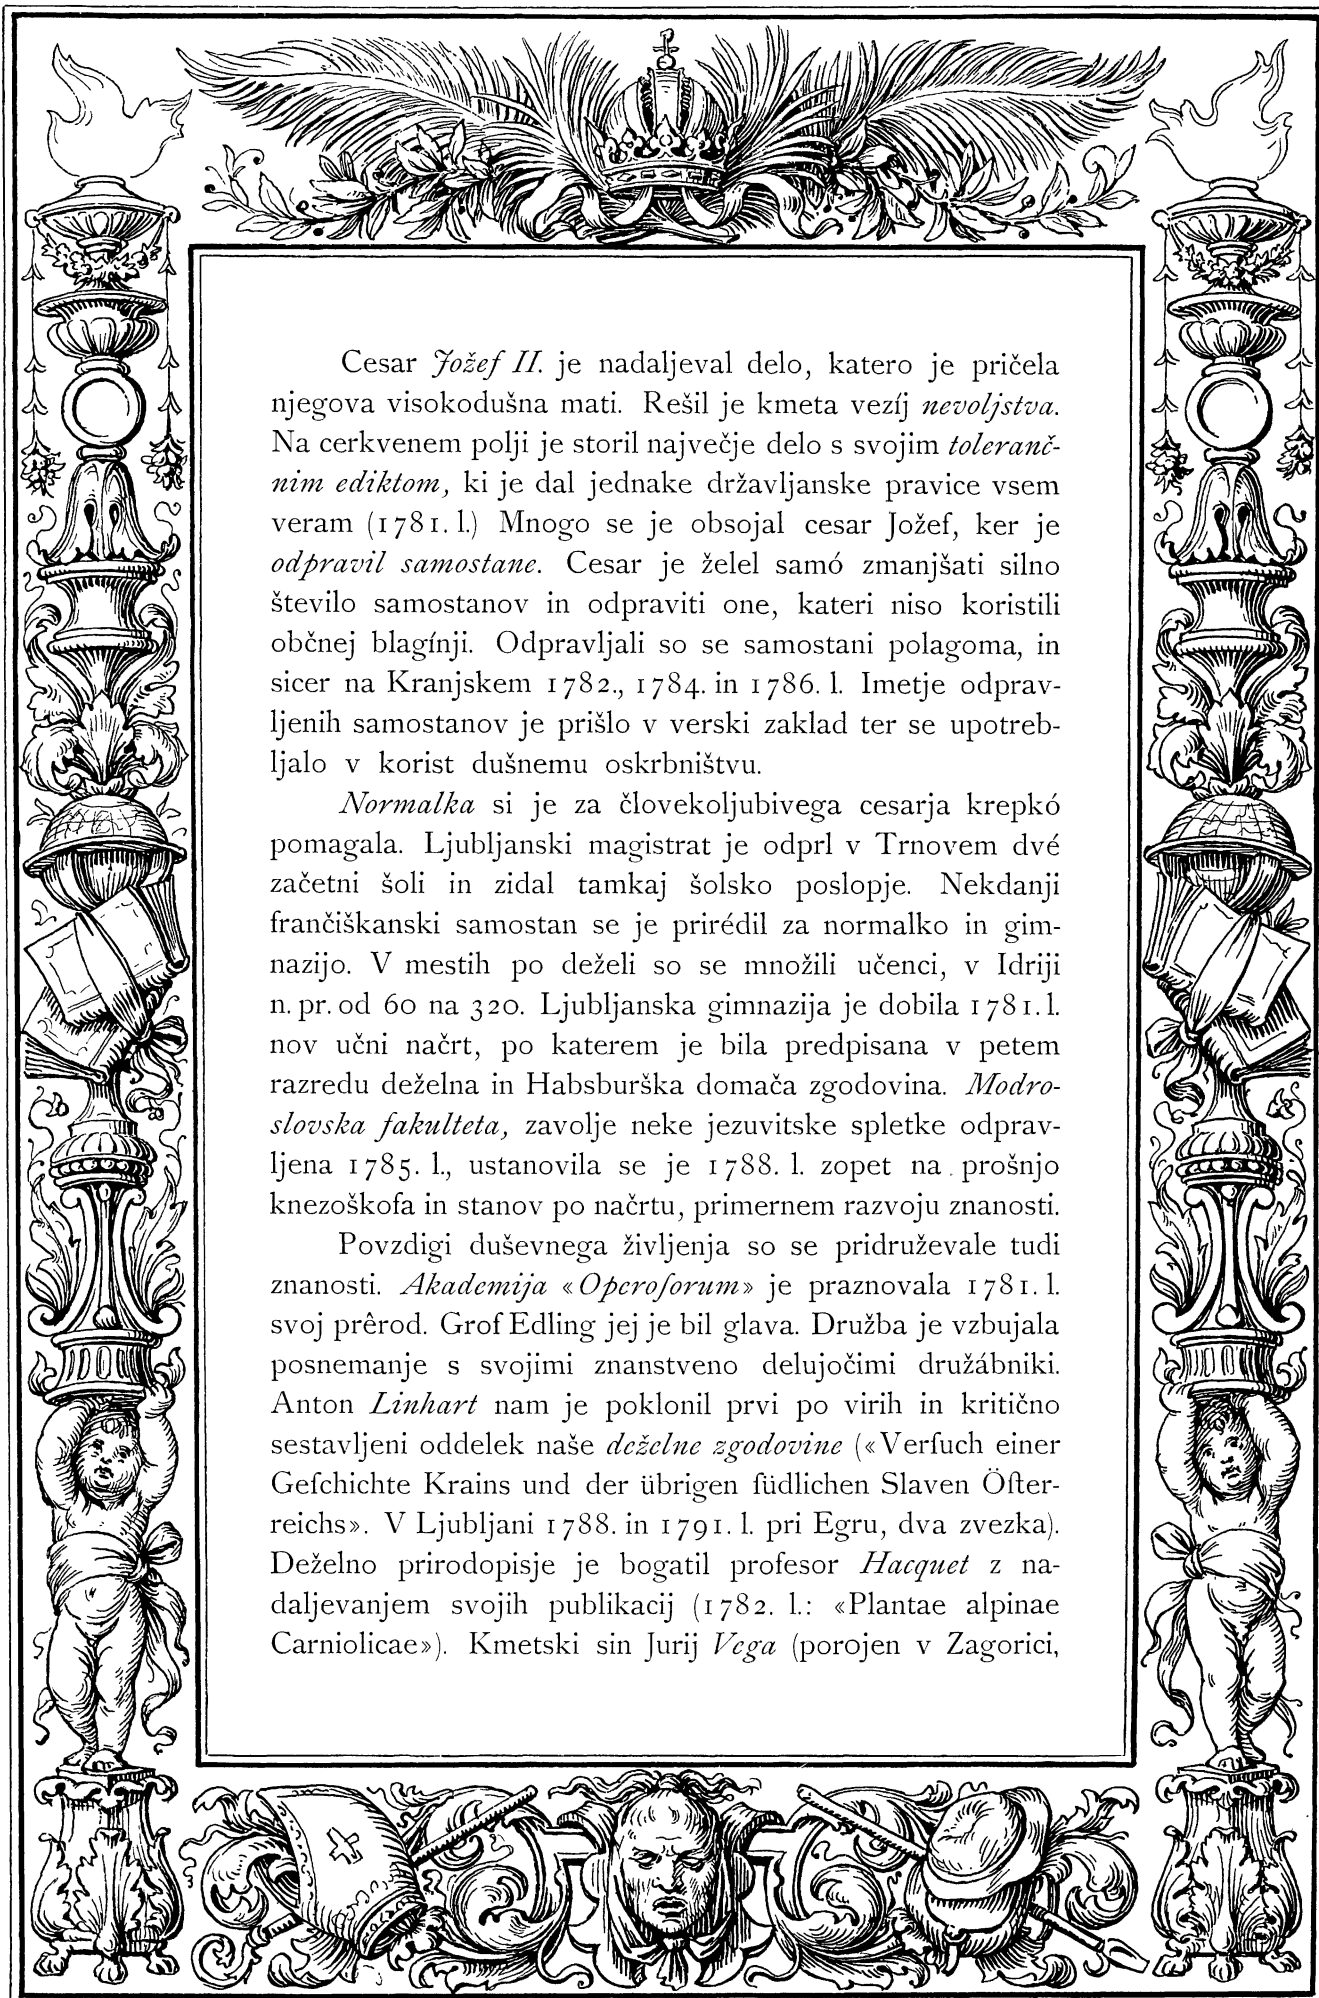 Cesar Jožef II. je nadaljeval delo, katero je pričela
njegova visokodušna mati. Rešil je kmeta vezíj nevoljstva.
Na cerkvenem polji je storil največje delo s svojim toleranč-
nim ediktom, ki je dal jednake državljanske pravice vsem
veram (1781. l.) Mnogo se je obsojal cesar Jožef, ker je
odpravil samostane. Cesar je želel samó zmanjšati silno
število samostanov in odpraviti one, kateri niso koristili
občnej blagínji. Odpravljali so se samostani polagoma, in
sicer na Kranjskem 1782., 1784. in 1786. l. Imetje odprav-
ljenih samostanov je prišlo v verski zaklad ter se upotreb-
ljalo v korist dušnemu oskrbništvu.
Normalka si je za človekoljubivega cesarja krepkó
pomagala. Ljubljanski magistrat je odprl v Trnovem dvé
začetni šoli in zidal tamkaj šolsko poslopje. Nekdanji
frančiškanski samostan se je prirédil za normalko in gim-
nazijo. V mestih po deželi so se množili učenci, v Idriji
n. pr. od 60 na 320. Ljubljanska gimnazija je dobila 1781. l.
nov učni načrt, po katerem je bila predpisana v petem
razredu deželna in Habsburška domača zgodovina. Modro-
slovska fakulteta, zavolje neke jezuvitske spletke odprav-
ljena 1785. l., ustanovila se je 1788. l. zopet na prošnjo
knezoškofa in stanov po načrtu, primernem razvoju znanosti.
Povzdigi duševnega življenja so se pridruževale tudi
znanosti. Akademija «Operoſorum» je praznovala 1781. l.
svoj prêrod. Grof Edling jej je bil glava. Družba je vzbujala
posnemanje s svojimi znanstveno delujočimi družábniki.
Anton Linhart nam je poklonil prvi po virih in kritično
sestavljeni oddelek naše deželne zgodovine («Verſuch einer
Geſchichte Krains und der übrigen ſüdlichen Slaven Öſter-
reichs». V Ljubljani 1788. in 1791. l. pri Egru, dva zvezka).
Deželno prirodopisje je bogatil profesor Hacquet z na-
daljevanjem svojih publikacij (1782. l.: «Plantae alpinae
Carniolicae»). Kmetski sin Jurij Vega (porojen v Zagorici,